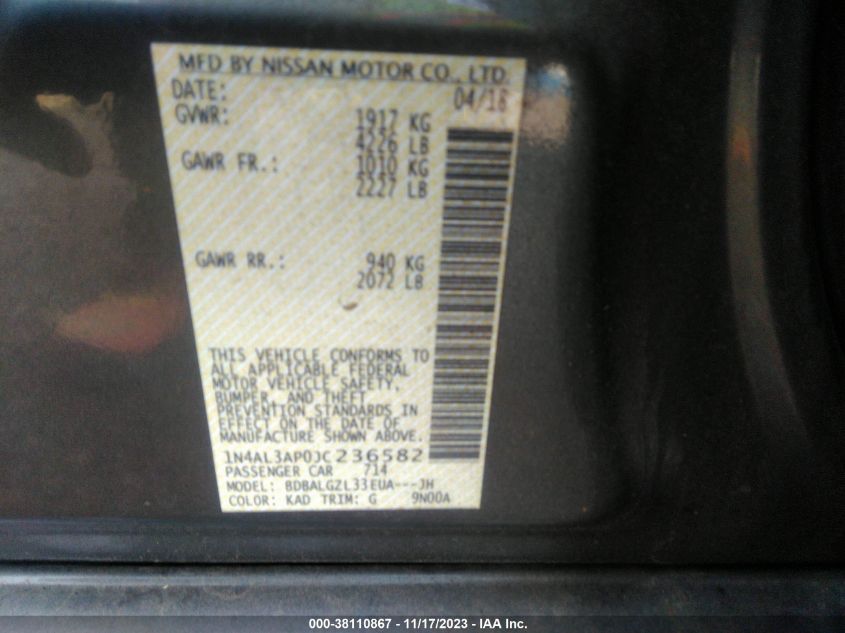 MFD BY NISSAN MOTOR CO., LTD.
DATE: 04/18
GVWR: 1917 KG
4226 LB
GAWR FR.: 1010 KG
2227 LB
GAWR RR.: 940 KG
2072 LB
THIS VEHICLE CONFORMS TO
ALL APPLICABLE FEDERAL
MOTOR VEHICLE SAFETY,
BUMPER, AND THEFT
PREVENTION STANDARDS IN
EFFECT ON THE DATE OF
MANUFACTURE SHOWN ABOVE.
1N4AL3AP0JC236582
PASSENGER CAR 714
MODEL: BDBALGZL33EUA---JH
COLOR: KAD TRIM: G 9N00A
000-38110867 - 11/17/2023 - IAA Inc.